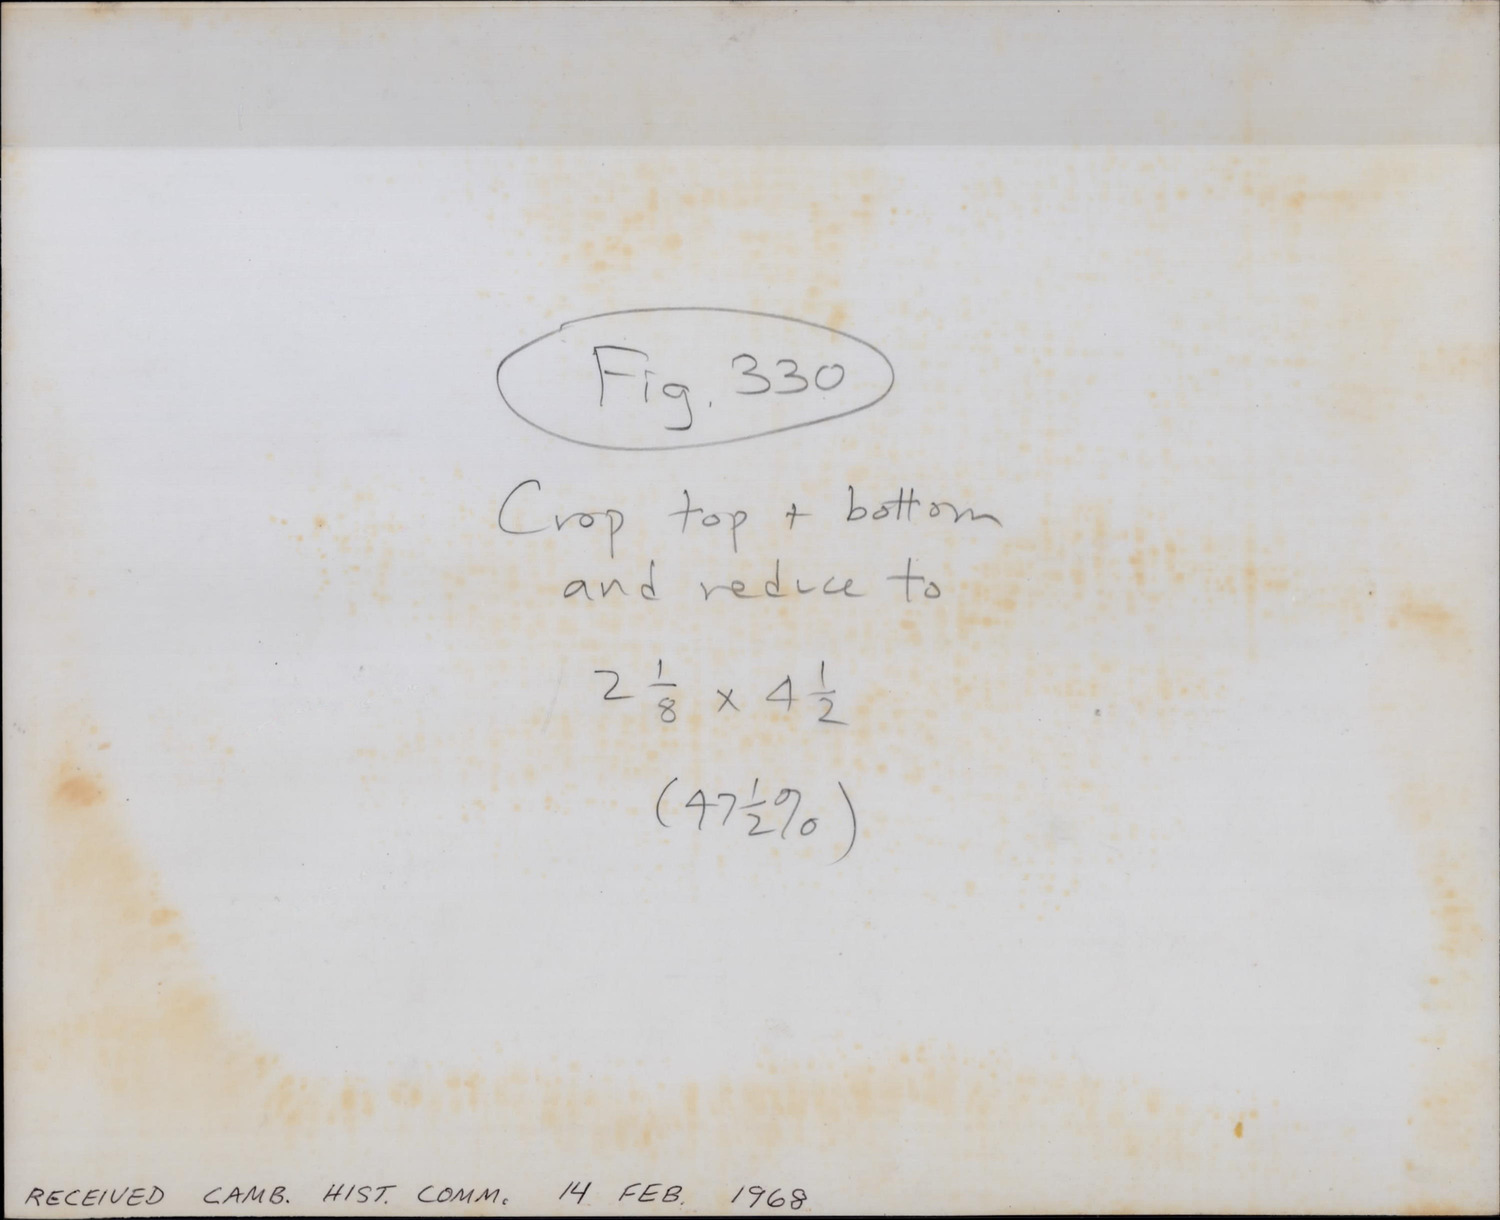 Fig. 330
Crop top + bottom
and reduce to
2 1/8 x 4 1/2
(47 1/2 %)
RECEIVED CAMB. HIST. COMM. 14 FEB. 1968